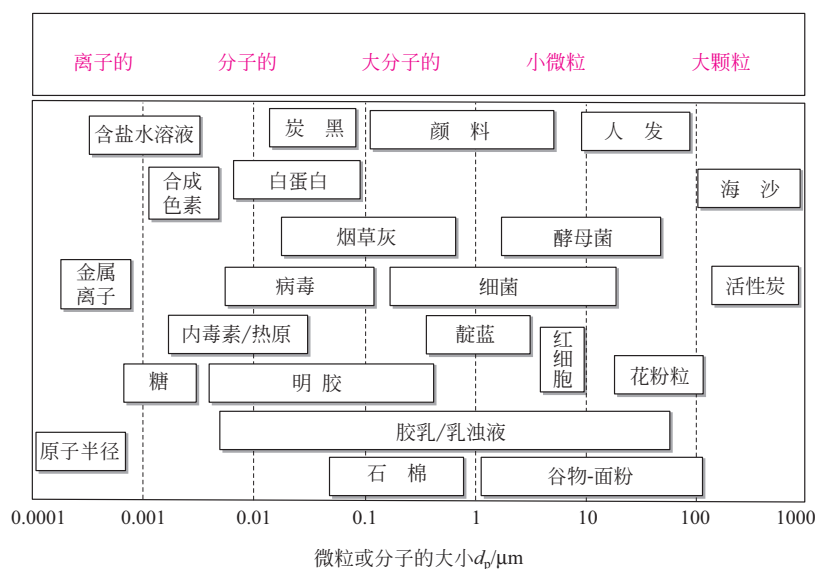 离子的 分子的 大分子的 小微粒 大颗粒
含盐水溶液 炭 黑 颜 料 人 发
合成
色素
白蛋白 海 沙
烟草灰 酵母菌
金属
离子
病毒 细菌 活性炭
内毒素/热原 靛蓝
红
细
胞
糖 明 胶 花粉粒
胶乳/乳浊液
原子半径
石 棉 谷物-面粉
0.0001 0.001 0.01 0.1 1 10 100 1000
微粒或分子的大小dp/μm